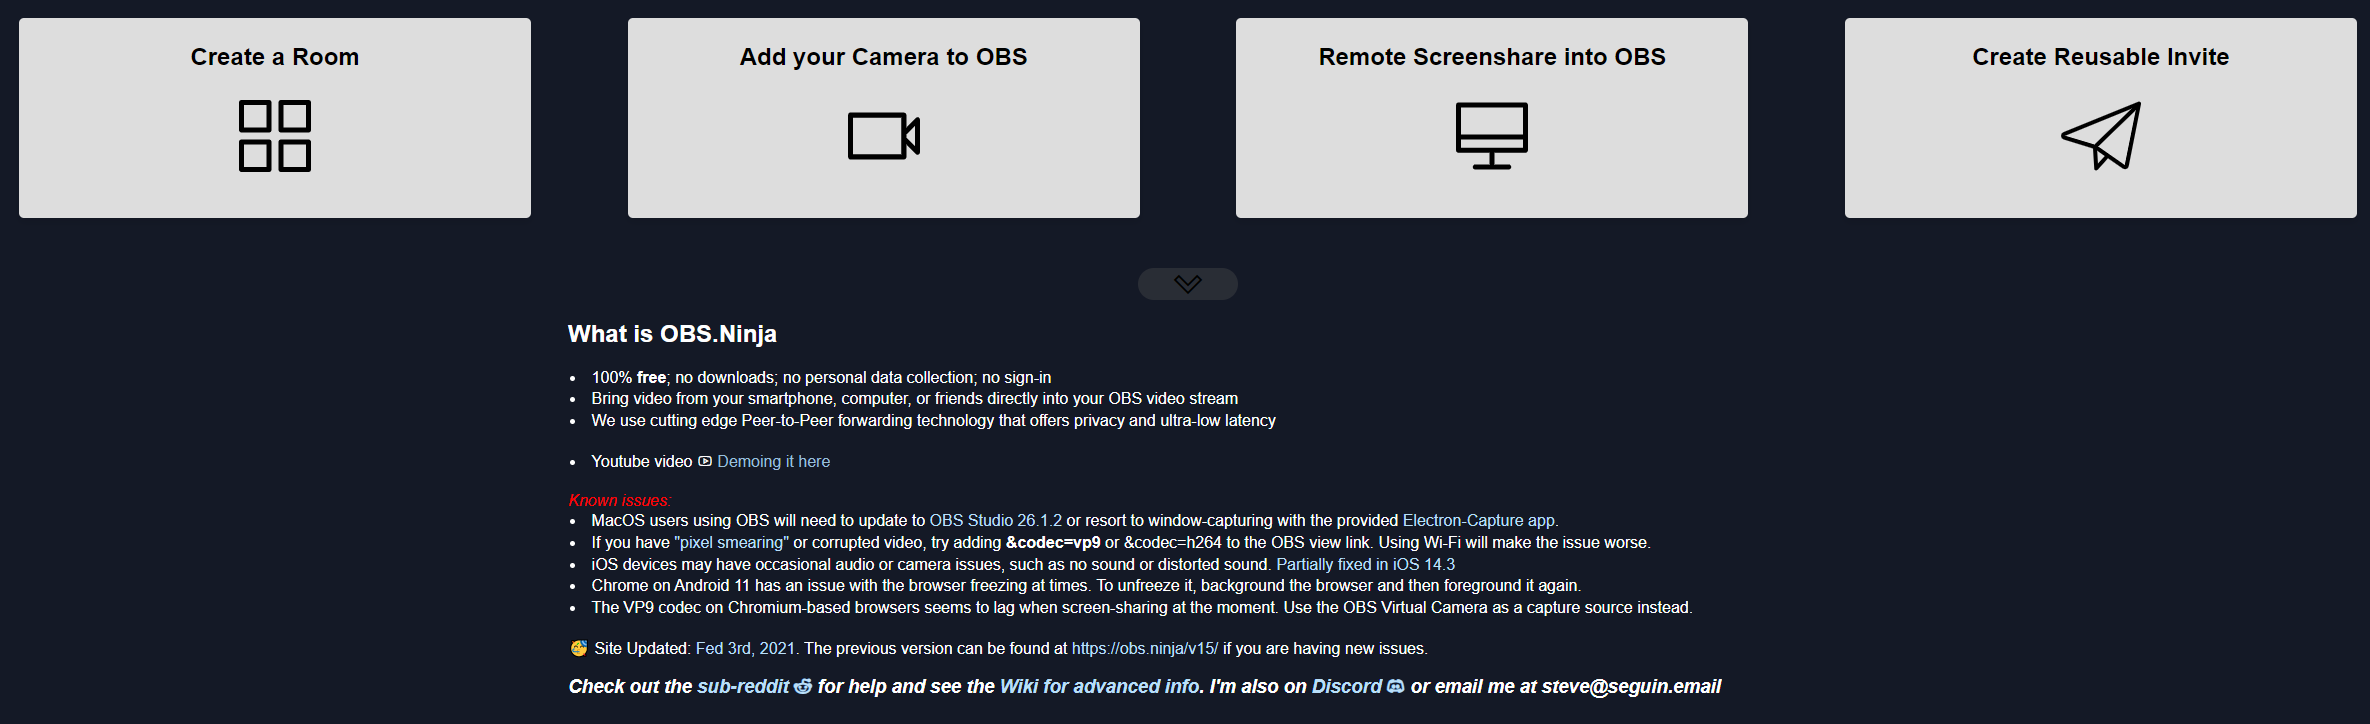 Create a Room
Add your Camera to OBS
Remote Screenshare into OBS
Create Reusable Invite
What is OBS.Ninja
• 100% free; no downloads; no personal data collection; no sign-in
• Bring video from your smartphone, computer, or friends directly into your OBS video stream
• We use cutting edge Peer-to-Peer forwarding technology that offers privacy and ultra-low latency
• Youtube video Demoing it here
Known issues:
• MacOS users using OBS will need to update to OBS Studio 26.1.2 or resort to window-capturing with the provided Electron-Capture app.
• If you have "pixel smearing" or corrupted video, try adding &codec=vp9 or &codec=h264 to the OBS view link. Using Wi-Fi will make the issue worse.
• iOS devices may have occasional audio or camera issues, such as no sound or distorted sound. Partially fixed in iOS 14.3
• Chrome on Android 11 has an issue with the browser freezing at times. To unfreeze it, background the browser and then foreground it again.
• The VP9 codec on Chromium-based browsers seems to lag when screen-sharing at the moment. Use the OBS Virtual Camera as a capture source instead.
🥳 Site Updated: Fed 3rd, 2021. The previous version can be found at https://obs.ninja/v15/ if you are having new issues.
Check out the sub-reddit for help and see the Wiki for advanced info. I'm also on Discord or email me at steve@seguin.email